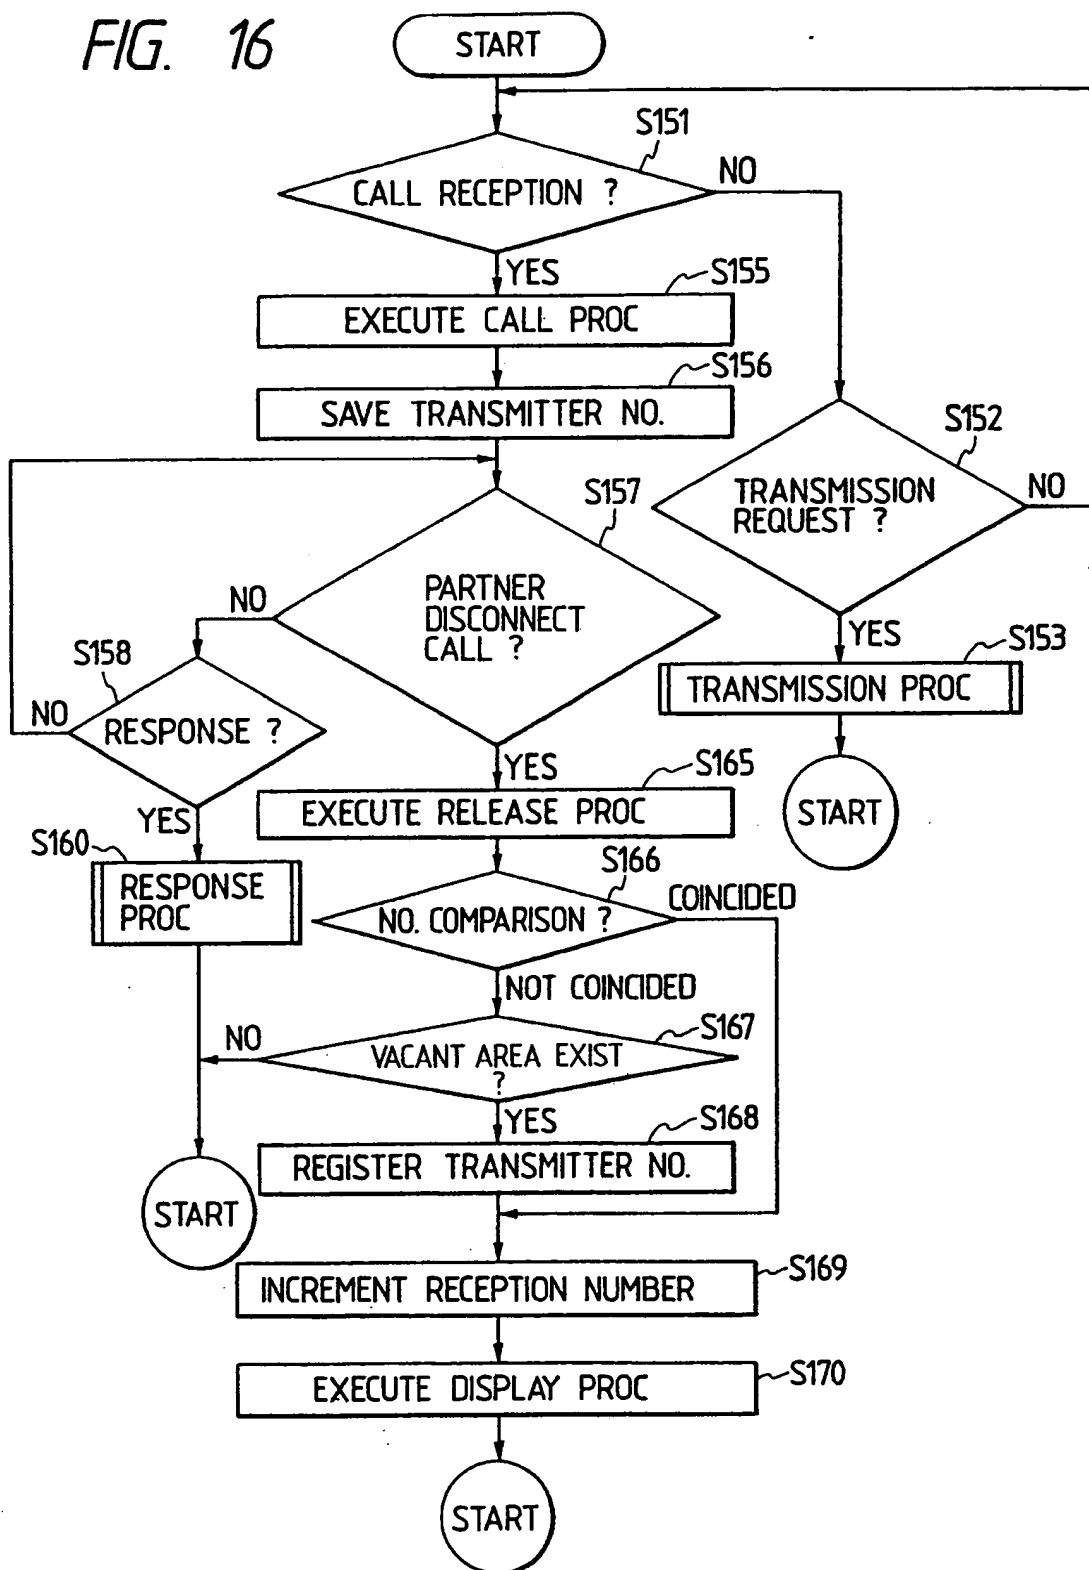 FIG. 16
START
S151
CALL RECEPTION ?
NO
YES
S155
EXECUTE CALL PROC
S156
SAVE TRANSMITTER NO.
S152
TRANSMISSION
REQUEST ?
NO
YES
S153
TRANSMISSION PROC
START
S157
PARTNER
DISCONNECT
CALL ?
NO
S158
RESPONSE ?
NO
YES
S160
RESPONSE
PROC
YES
S165
EXECUTE RELEASE PROC
S166
NO. COMPARISON ?
COINCIDED
NOT COINCIDED
S167
VACANT AREA EXIST
?
NO
YES
S168
REGISTER TRANSMITTER NO.
START
S169
INCREMENT RECEPTION NUMBER
S170
EXECUTE DISPLAY PROC
START